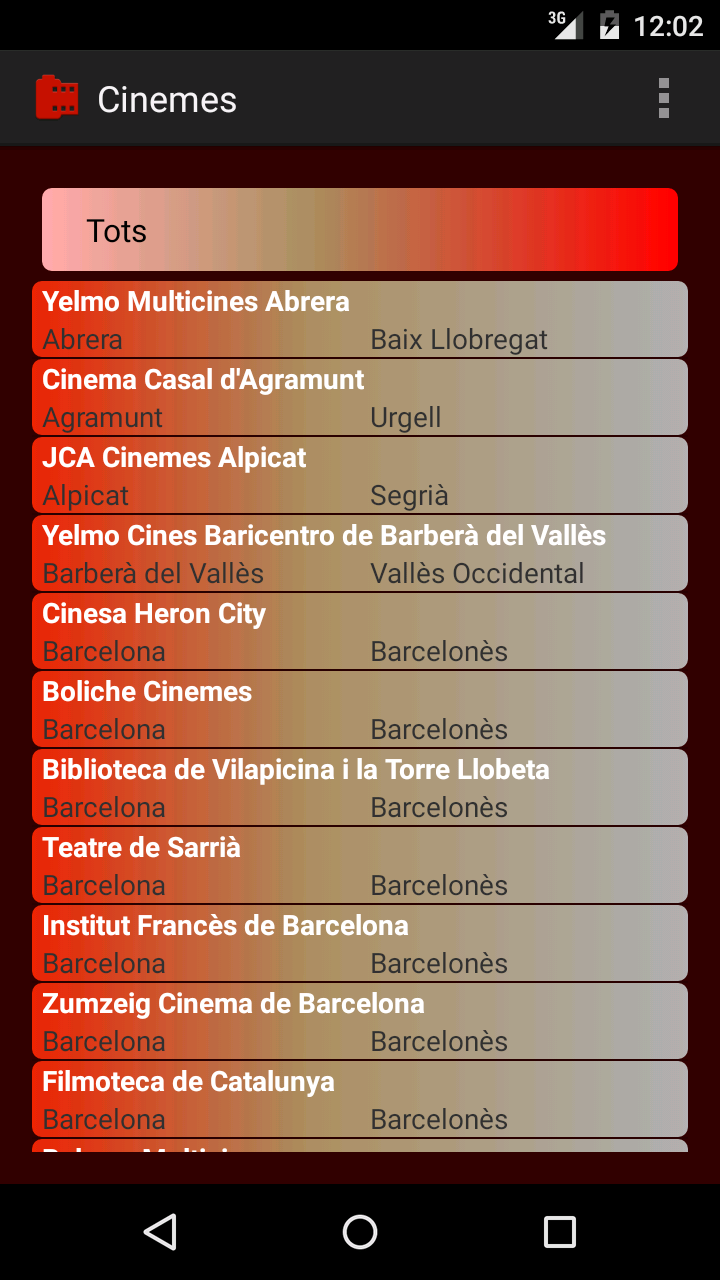 3G 12:02
Cinemes
Tots
Yelmo Multicines Abrera
Abrera Baix Llobregat
Cinema Casal d'Agramunt
Agramunt Urgell
JCA Cinemes Alpicat
Alpicat Segrià
Yelmo Cines Baricentro de Barberà del Vallès
Barberà del Vallès Vallès Occidental
Cinesa Heron City
Barcelona Barcelonès
Boliche Cinemes
Barcelona Barcelonès
Biblioteca de Vilapicina i la Torre Llobeta
Barcelona Barcelonès
Teatre de Sarrià
Barcelona Barcelonès
Institut Francès de Barcelona
Barcelona Barcelonès
Zumzeig Cinema de Barcelona
Barcelona Barcelonès
Filmoteca de Catalunya
Barcelona Barcelonès